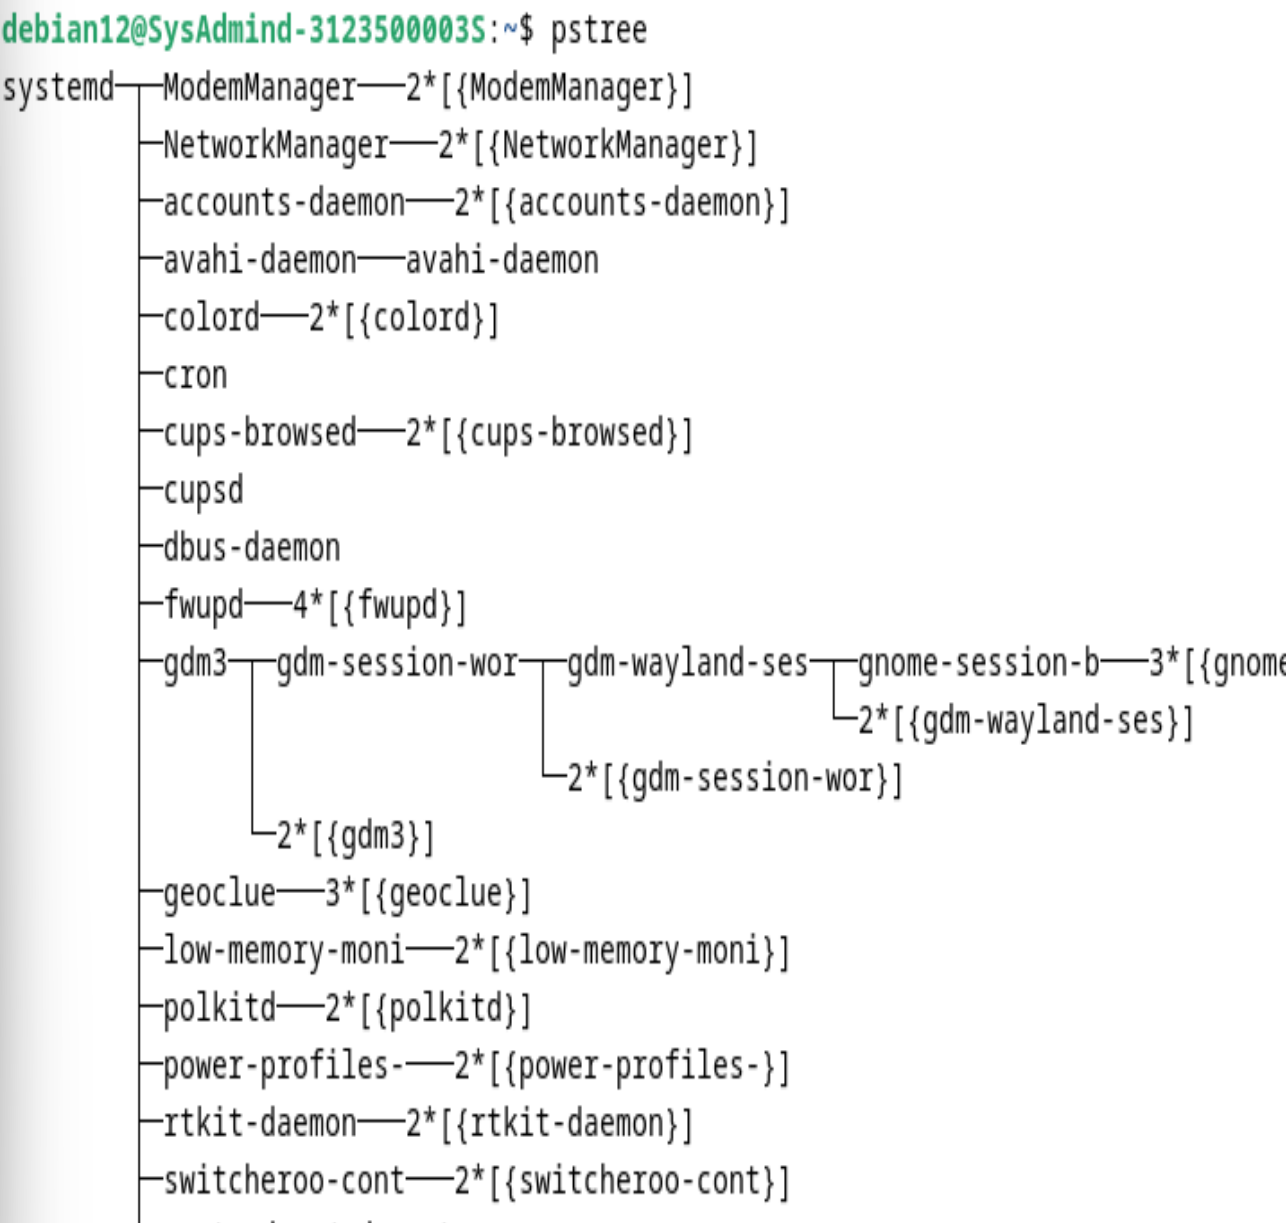 debian12@SysAdmind-3123500003S:~$ pstree
systemd─┬─ModemManager───2*[{ModemManager}]
├─NetworkManager───2*[{NetworkManager}]
├─accounts-daemon───2*[{accounts-daemon}]
├─avahi-daemon───avahi-daemon
├─colord───2*[{colord}]
├─cron
├─cups-browsed───2*[{cups-browsed}]
├─cupsd
├─dbus-daemon
├─fwupd───4*[{fwupd}]
├─gdm3─┬─gdm-session-wor─┬─gdm-wayland-ses─┬─gnome-session-b───3*[{gnome
└─2*[{gdm-wayland-ses}]
└─2*[{gdm-session-wor}]
└─2*[{gdm3}]
├─geoclue───3*[{geoclue}]
├─low-memory-moni───2*[{low-memory-moni}]
├─polkitd───2*[{polkitd}]
├─power-profiles-───2*[{power-profiles-}]
├─rtkit-daemon───2*[{rtkit-daemon}]
├─switcheroo-cont───2*[{switcheroo-cont}]